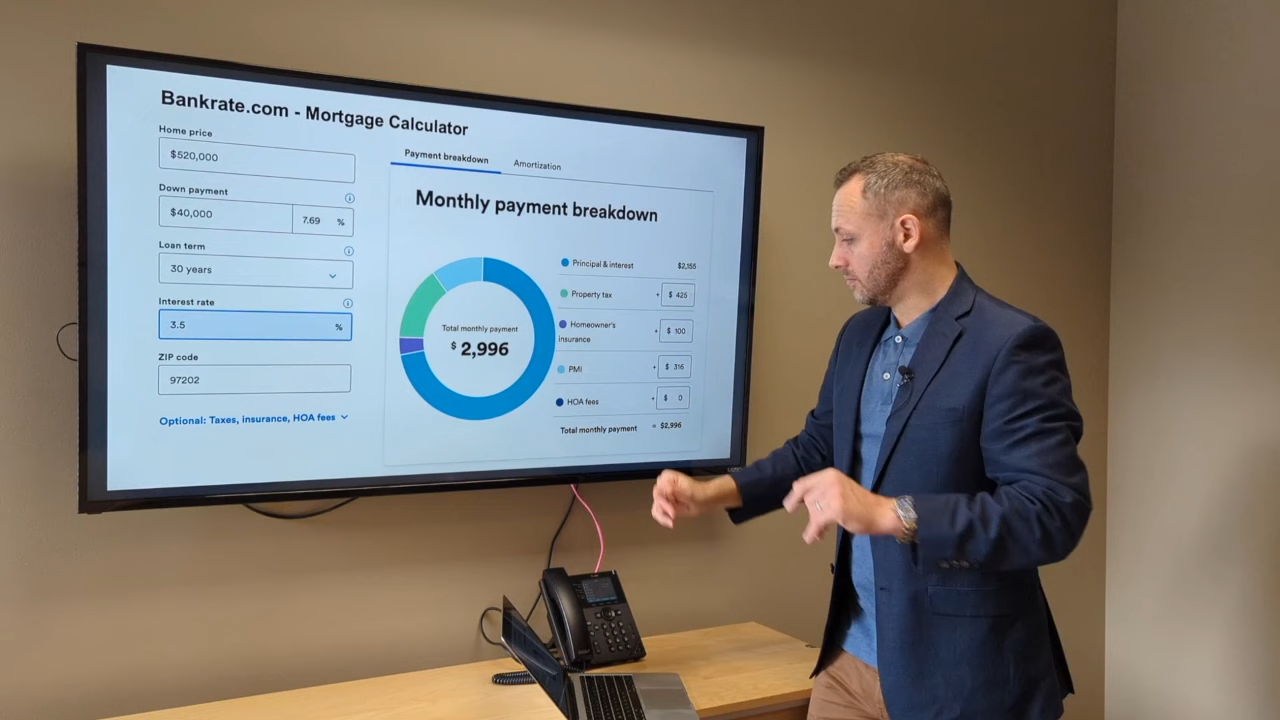 Bankrate.com - Mortgage Calculator
Home price
$520,000
Down payment
$40,000
7.69 %
Loan term
30 years
Interest rate
3.5 %
ZIP code
97202
Optional: Taxes, insurance, HOA fees
Payment breakdown
Amortization
Monthly payment breakdown
Total monthly payment
$ 2,996
Principal & interest $2,155
Property tax + $ 425
Homeowner's
insurance + $ 100
PMI + $ 316
HOA fees + $ 0
Total monthly payment = $2,996